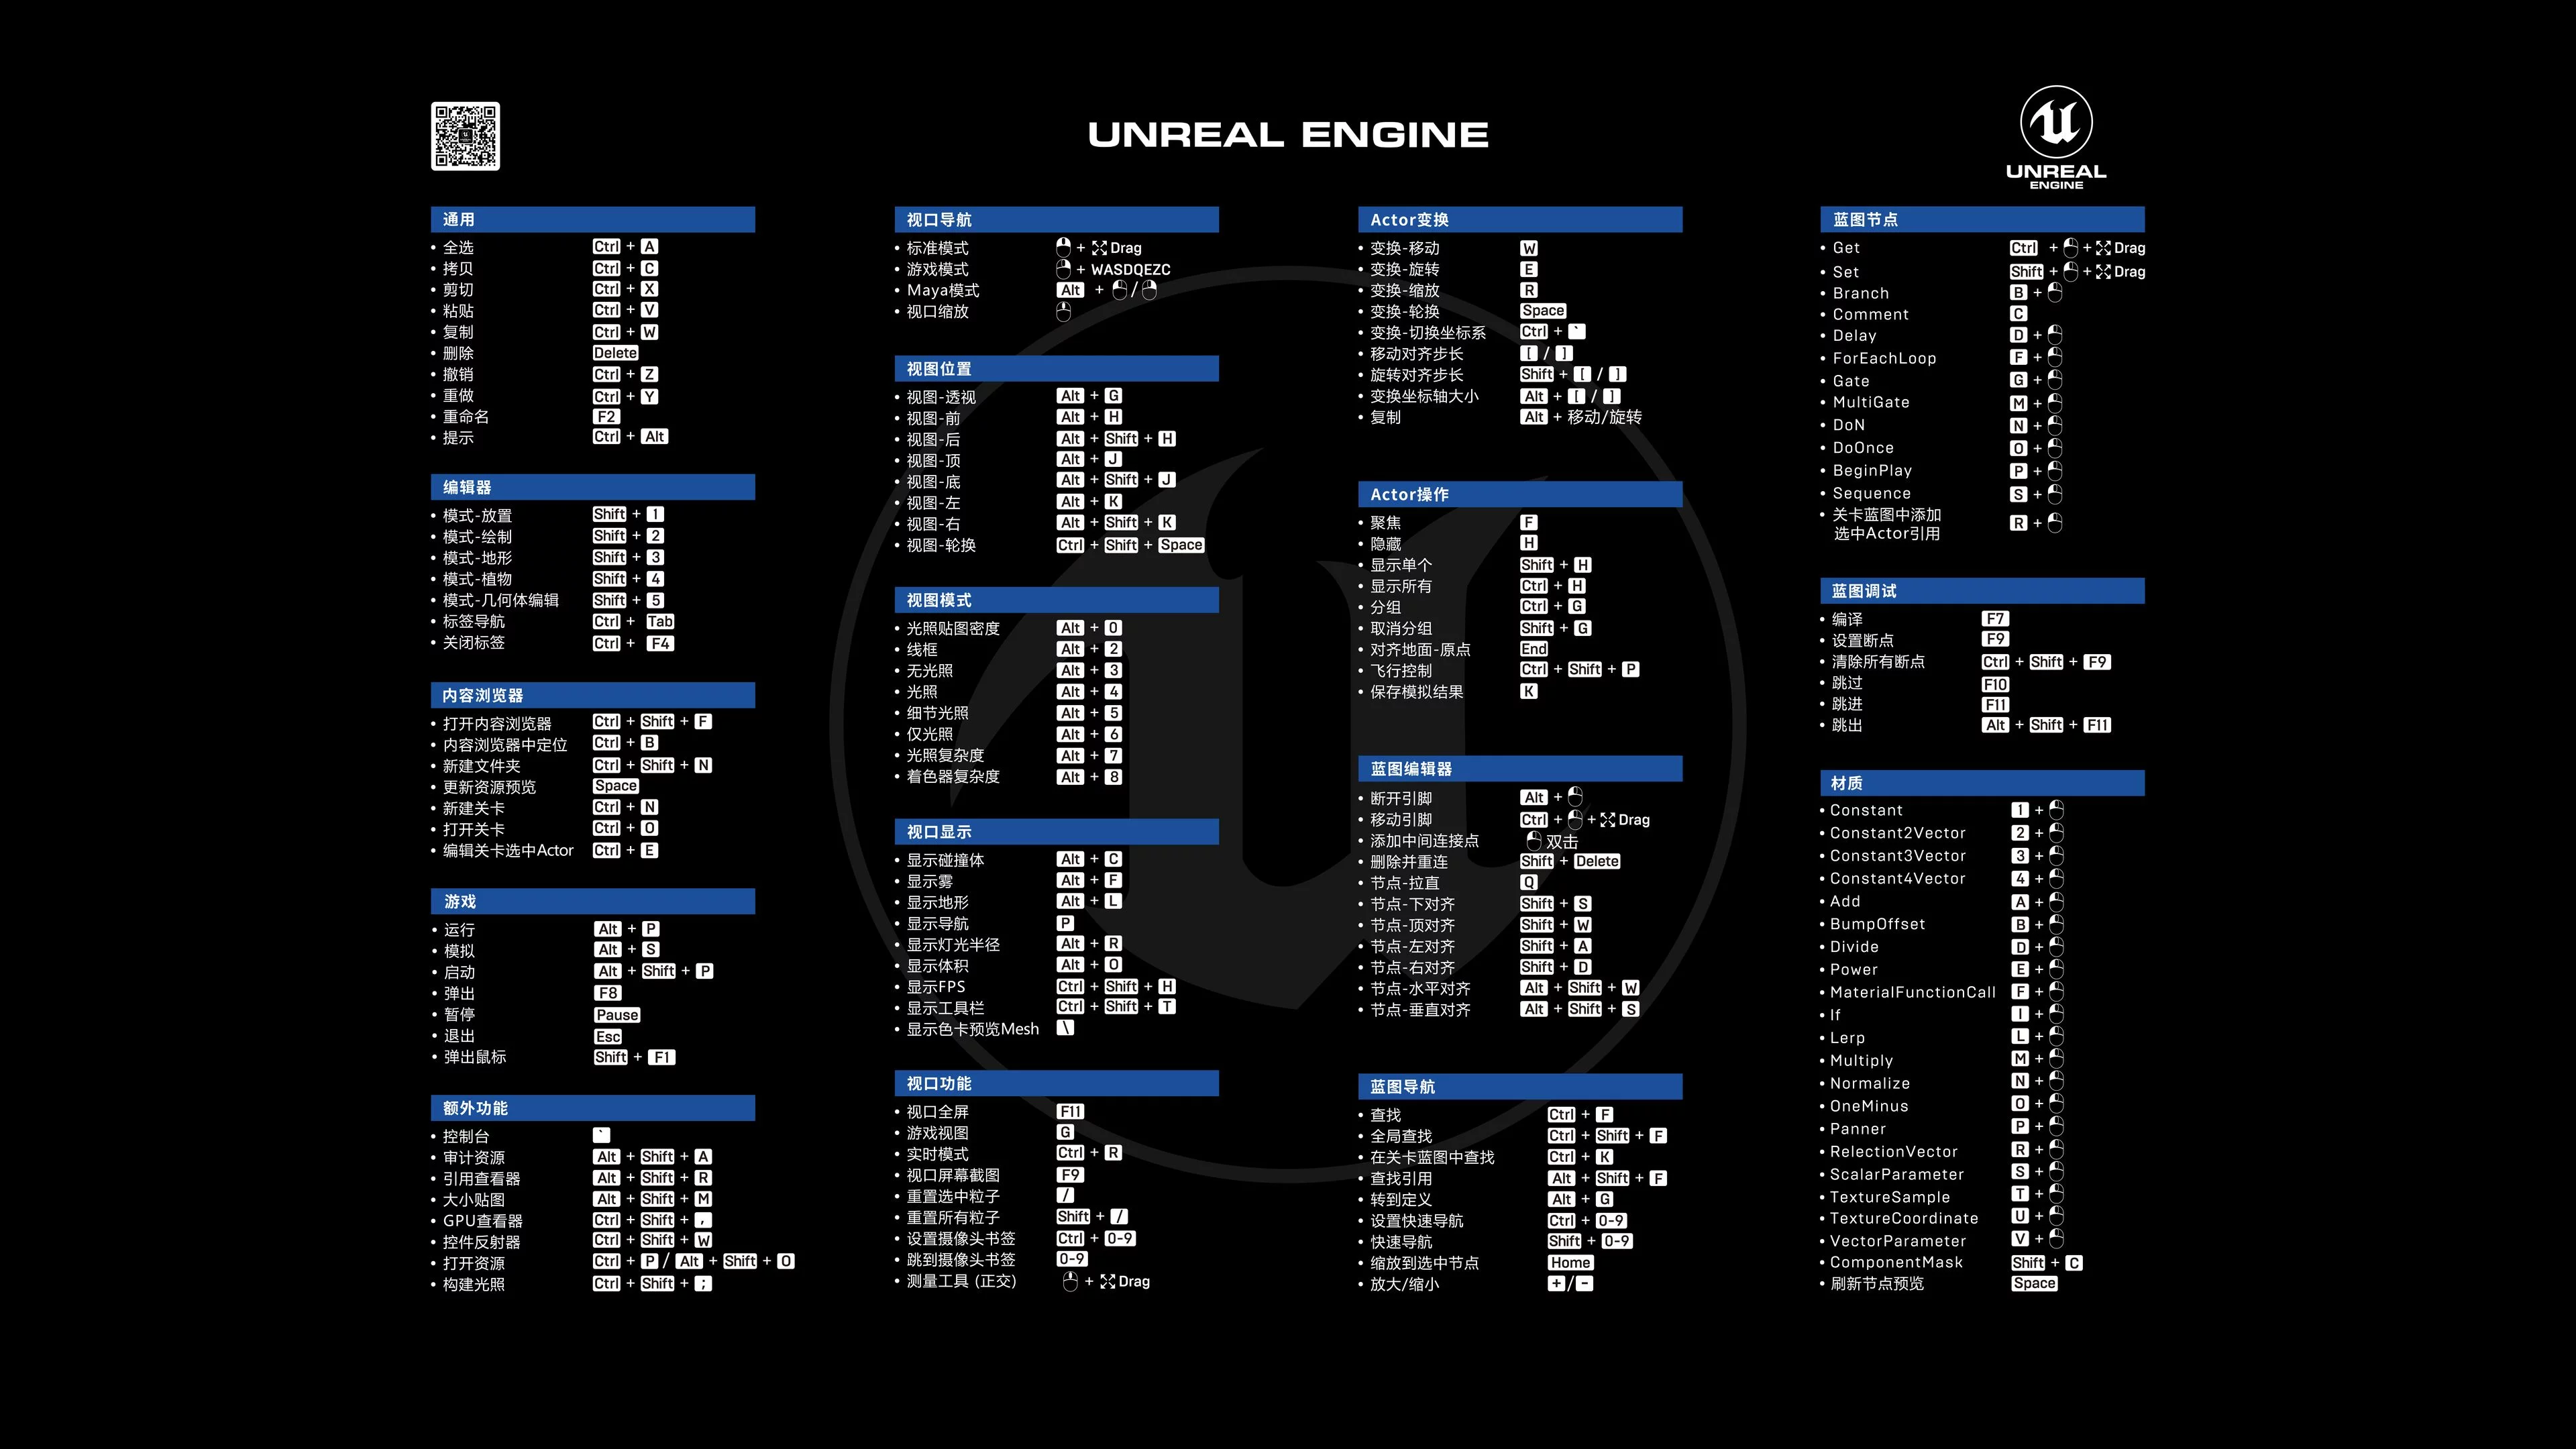 UNREAL ENGINE
UNREAL
ENGINE
通用
全选 Ctrl + A
拷贝 Ctrl + C
剪切 Ctrl + X
粘贴 Ctrl + V
复制 Ctrl + W
删除 Delete
撤销 Ctrl + Z
重做 Ctrl + Y
重命名 F2
提示 Ctrl + Alt
编辑器
模式-放置 Shift + 1
模式-绘制 Shift + 2
模式-地形 Shift + 3
模式-植物 Shift + 4
模式-几何体编辑 Shift + 5
标签导航 Ctrl + Tab
关闭标签 Ctrl + F4
内容浏览器
打开内容浏览器 Ctrl + Shift + F
内容浏览器中定位 Ctrl + B
新建文件夹 Ctrl + Shift + N
更新资源预览 Space
新建关卡 Ctrl + N
打开关卡 Ctrl + O
编辑关卡选中Actor Ctrl + E
游戏
运行 Alt + P
模拟 Alt + S
启动 Alt + Shift + P
弹出 F8
暂停 Pause
退出 Esc
弹出鼠标 Shift + F1
额外功能
控制台 `
审计资源 Alt + Shift + A
引用查看器 Alt + Shift + R
大小贴图 Alt + Shift + M
GPU查看器 Ctrl + Shift + ,
控件反射器 Ctrl + Shift + W
打开资源 Ctrl + P / Alt + Shift + O
构建光照 Ctrl + Shift + ;
视口导航
标准模式 + Drag
游戏模式 + WASDQEZC
Maya模式 Alt + /
视口缩放
视图位置
视图-透视 Alt + G
视图-前 Alt + H
视图-后 Alt + Shift + H
视图-顶 Alt + J
视图-底 Alt + Shift + J
视图-左 Alt + K
视图-右 Alt + Shift + K
视图-轮换 Ctrl + Shift + Space
视图模式
光照贴图密度 Alt + 0
线框 Alt + 2
无光照 Alt + 3
光照 Alt + 4
细节光照 Alt + 5
仅光照 Alt + 6
光照复杂度 Alt + 7
着色器复杂度 Alt + 8
视口显示
显示碰撞体 Alt + C
显示雾 Alt + F
显示地形 Alt + L
显示导航 P
显示灯光半径 Alt + R
显示体积 Alt + O
显示FPS Ctrl + Shift + H
显示工具栏 Ctrl + Shift + T
显示色卡预览Mesh \
视口功能
视口全屏 F11
游戏视图 G
实时模式 Ctrl + R
视口屏幕截图 F9
重置选中粒子 /
重置所有粒子 Shift + /
设置摄像头书签 Ctrl + 0-9
跳到摄像头书签 0-9
测量工具 (正交) + Drag
Actor变换
变换-移动 W
变换-旋转 E
变换-缩放 R
变换-轮换 Space
变换-切换坐标系 Ctrl + `
移动对齐步长 [ / ]
旋转对齐步长 Shift + [ / ]
变换坐标轴大小 Alt + [ / ]
复制 Alt + 移动/旋转
Actor操作
聚焦 F
隐藏 H
显示单个 Shift + H
显示所有 Ctrl + H
分组 Ctrl + G
取消分组 Shift + G
对齐地面-原点 End
飞行控制 Ctrl + Shift + P
保存模拟结果 K
蓝图编辑器
断开引脚 Alt +
移动引脚 Ctrl + + Drag
添加中间连接点 双击
删除并重连 Shift + Delete
节点-拉直 Q
节点-下对齐 Shift + S
节点-顶对齐 Shift + W
节点-左对齐 Shift + A
节点-右对齐 Shift + D
节点-水平对齐 Alt + Shift + W
节点-垂直对齐 Alt + Shift + S
蓝图导航
查找 Ctrl + F
全局查找 Ctrl + Shift + F
在关卡蓝图中查找 Ctrl + K
查找引用 Alt + Shift + F
转到定义 Alt + G
设置快速导航 Ctrl + 0-9
快速导航 Shift + 0-9
缩放到选中节点 Home
放大/缩小 + / -
蓝图节点
Get Ctrl + + Drag
Set Shift + + Drag
Branch B +
Comment C
Delay D +
ForEachLoop F +
Gate G +
MultiGate M +
DoN N +
DoOnce O +
BeginPlay P +
Sequence S +
关卡蓝图中添加
选中Actor引用 R +
蓝图调试
编译 F7
设置断点 F9
清除所有断点 Ctrl + Shift + F9
跳过 F10
跳进 F11
跳出 Alt + Shift + F11
材质
Constant 1 +
Constant2Vector 2 +
Constant3Vector 3 +
Constant4Vector 4 +
Add A +
BumpOffset B +
Divide D +
Power E +
MaterialFunctionCall F +
If I +
Lerp L +
Multiply M +
Normalize N +
OneMinus O +
Panner P +
RelectionVector R +
ScalarParameter S +
TextureSample T +
TextureCoordinate U +
VectorParameter V +
ComponentMask Shift + C
刷新节点预览 Space